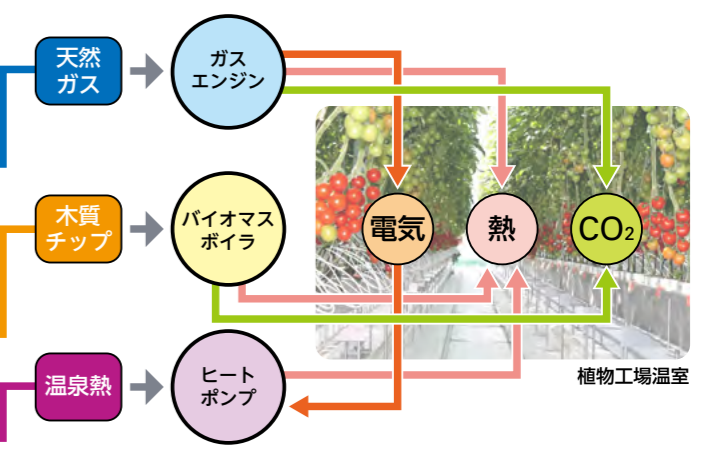 天然
ガス
ガス
エンジン
木質
チップ
バイオマス
ボイラ
電気
熱
CO₂
温泉熱
ヒート
ポンプ
植物工場温室